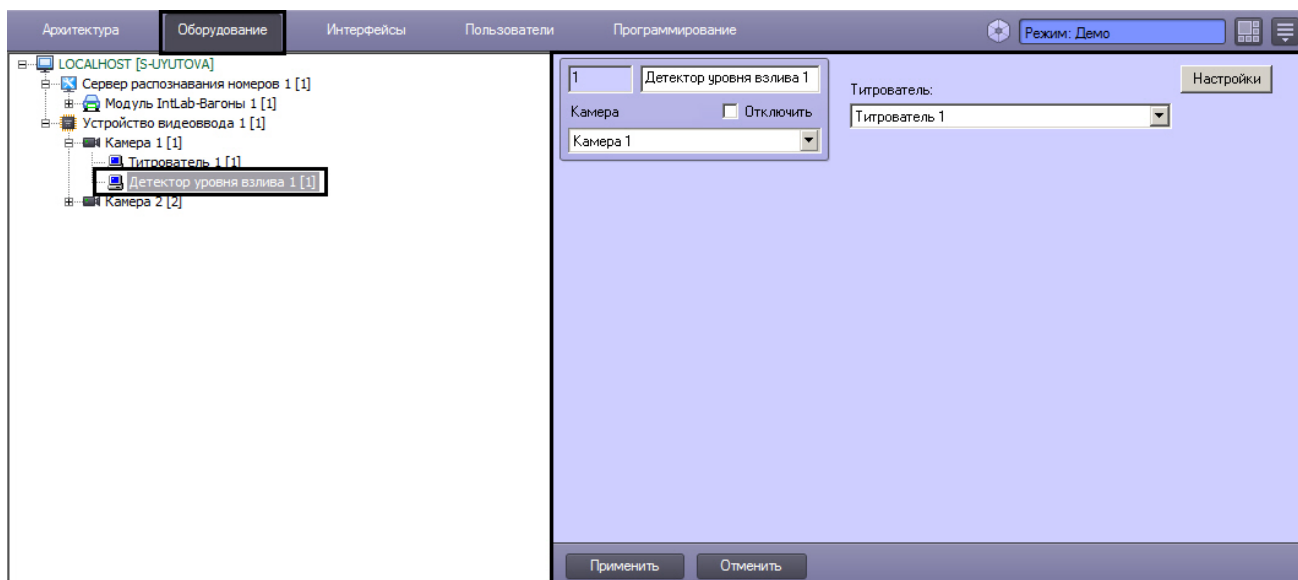 Архитектура Оборудование Интерфейсы Пользователи Программирование Режим: Демо
LOCALHOST [S-UYUTOVA]
Сервер распознавания номеров 1 [1]
Модуль IntLab-Вагоны 1 [1]
Устройство видеоввода 1 [1]
Камера 1 [1]
Титрователь 1 [1]
Детектор уровня взлива 1 [1]
Камера 2 [2]
1 Детектор уровня взлива 1
Камера Отключить
Камера 1
Титрователь:
Титрователь 1
Настройки
Применить Отменить